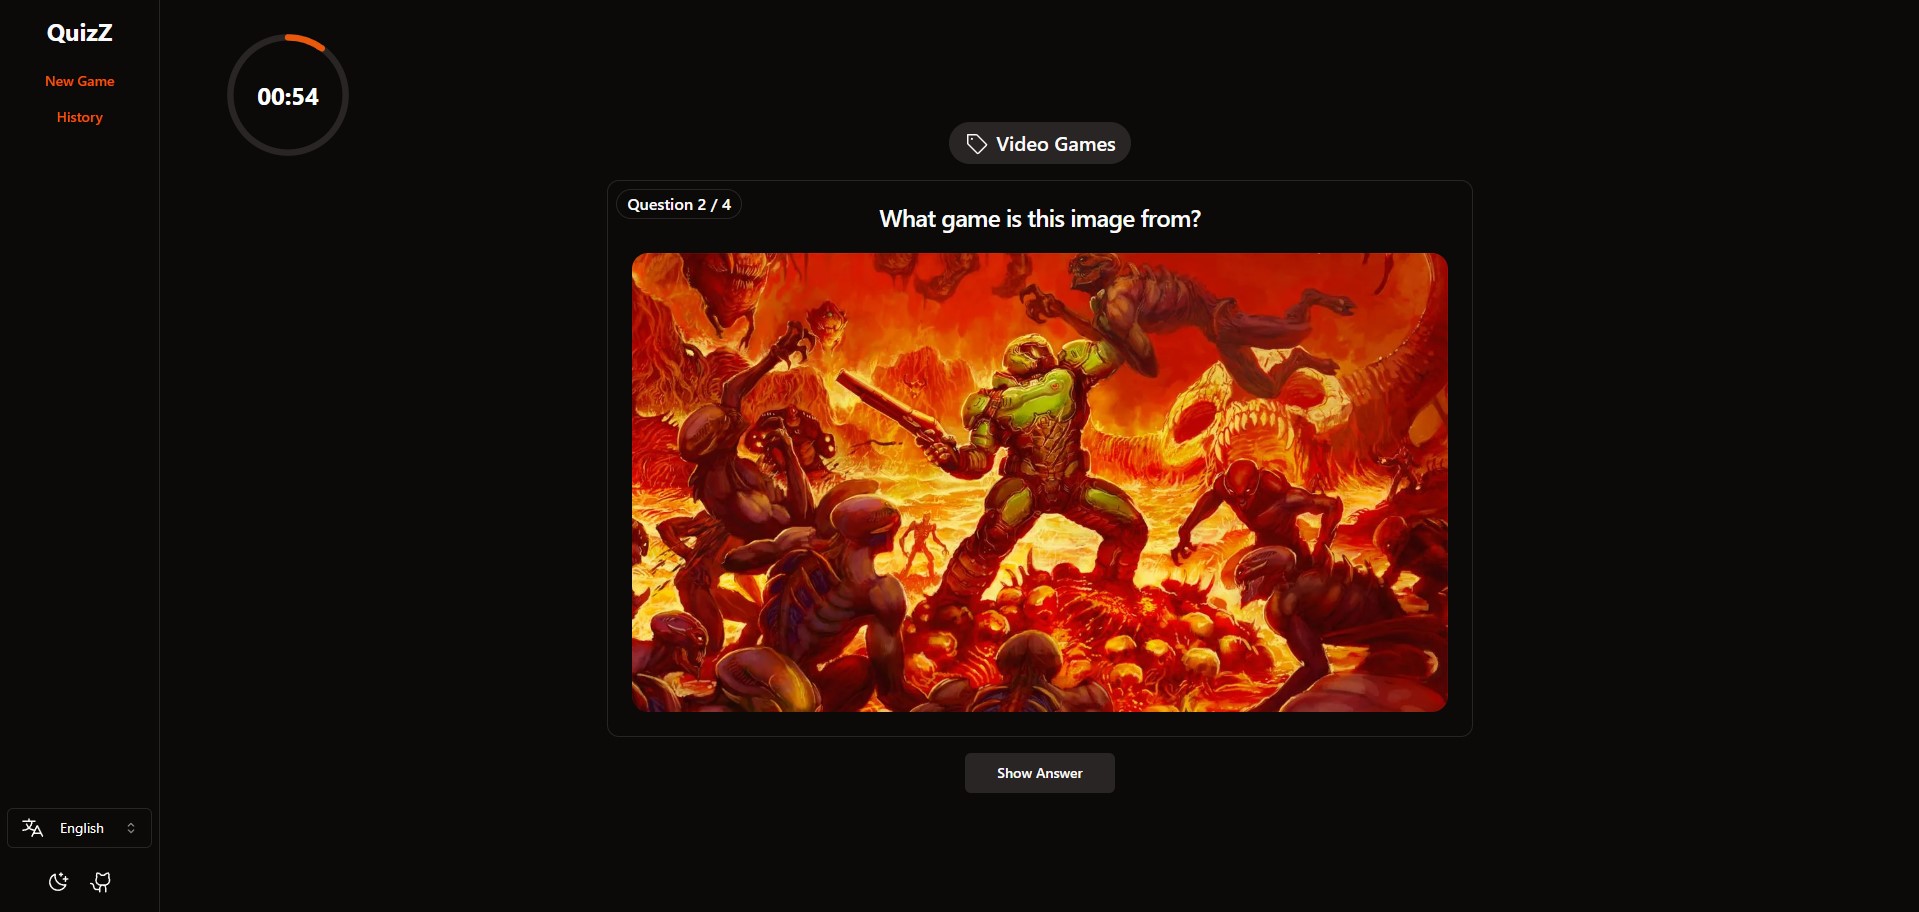 QuizZ
New Game
History
00:54
Video Games
Question 2 / 4
What game is this image from?
Show Answer
English